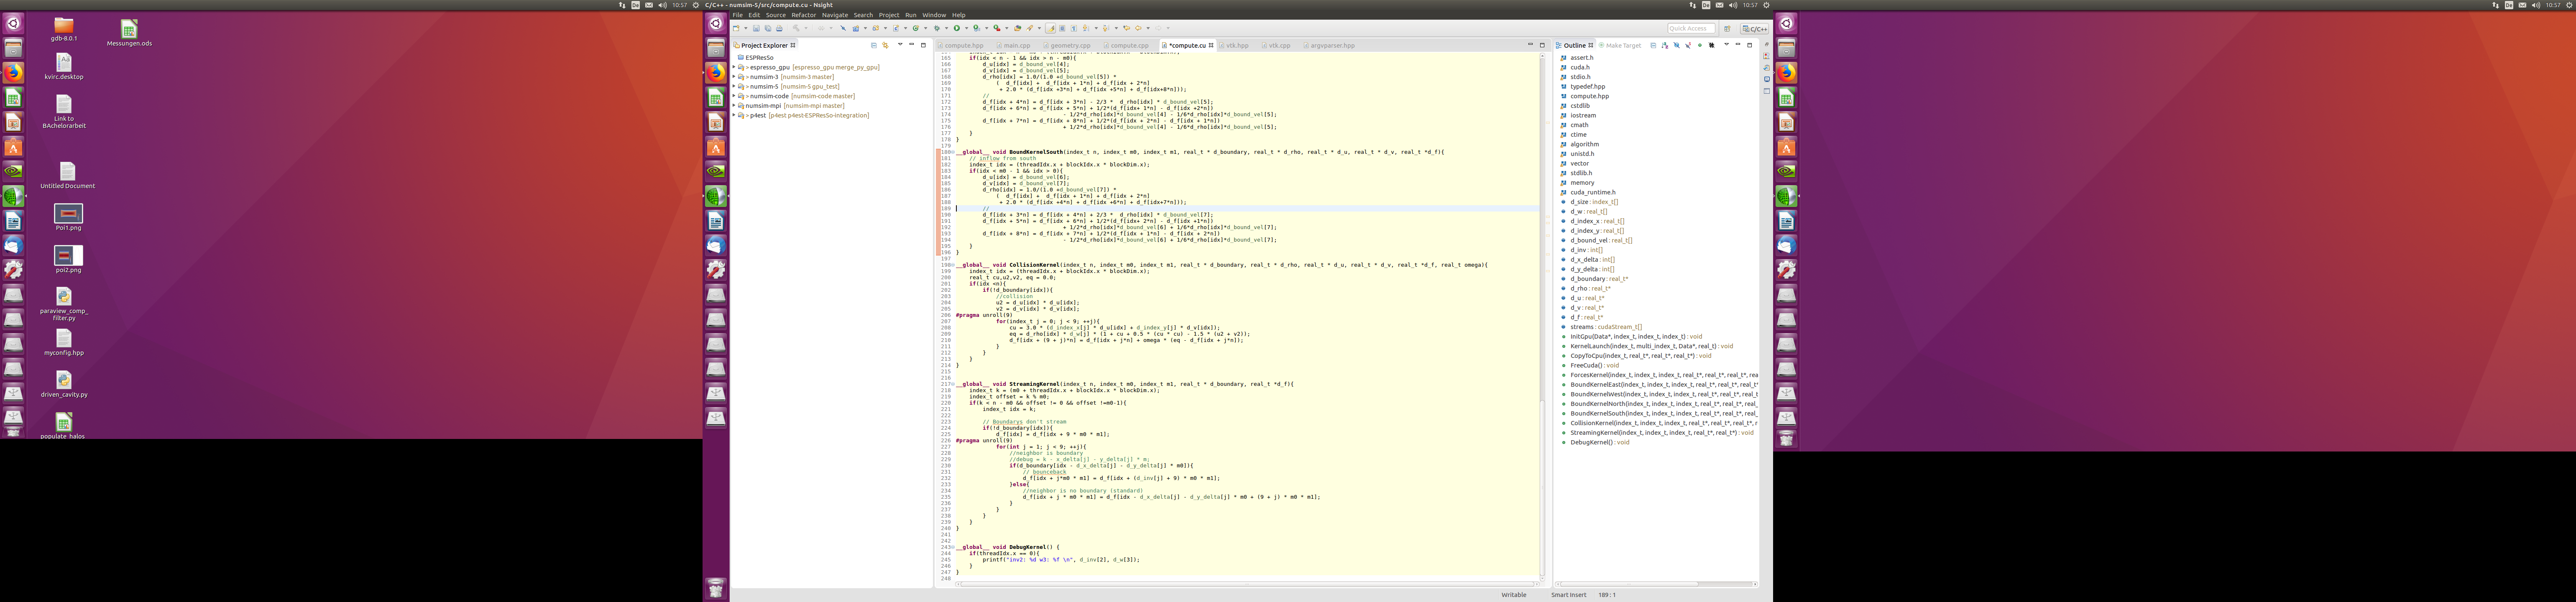 10:57
C/C++ - numsim-5/src/compute.cu - Nsight
De 10:57
De 10:57
gdb-8.0.1
Messungen.ods
kvirc.desktop
Link to
BAchelorarbeit
Untitled Document
Poi1.png
poi2.png
paraview_comp_
filter.py
myconfig.hpp
driven_cavity.py
populate_halos
File Edit Source Refactor Navigate Search Project Run Window Help
Quick Access
C/C++
Project Explorer
ESPResSo
> espresso_gpu [espresso_gpu merge_py_gpu]
> numsim-3 [numsim-3 master]
> numsim-5 [numsim-5 gpu_test]
> numsim-code [numsim-code master]
numsim-mpi [numsim-mpi master]
> p4est [p4est p4est-ESPResSo-integration]
compute.hpp main.cpp geometry.cpp compute.cpp *compute.cu vtk.hpp vtk.cpp argvparser.hpp
165 if(idx < n - 1 && idx > n - m0){
166 d_u[idx] = d_bound_vel[4];
167 d_v[idx] = d_bound_vel[5];
168 d_rho[idx] = 1.0/(1.0 +d_bound_vel[5]) *
169 ( d_f[idx] + d_f[idx + 1*n] + d_f[idx + 2*n]
170 + 2.0 * (d_f[idx +3*n] + d_f[idx +5*n] + d_f[idx+8*n]));
171 //
172 d_f[idx + 4*n] = d_f[idx + 3*n] - 2/3 * d_rho[idx] * d_bound_vel[5];
173 d_f[idx + 6*n] = d_f[idx + 5*n] + 1/2*(d_f[idx+ 1*n] - d_f[idx +2*n])
174 - 1/2*d_rho[idx]*d_bound_vel[4] - 1/6*d_rho[idx]*d_bound_vel[5];
175 d_f[idx + 7*n] = d_f[idx + 8*n] + 1/2*(d_f[idx + 2*n] - d_f[idx + 1*n])
176 + 1/2*d_rho[idx]*d_bound_vel[4] - 1/6*d_rho[idx]*d_bound_vel[5];
177 }
178 }
179
180 __global__ void BoundKernelSouth(index_t n, index_t m0, index_t m1, real_t * d_boundary, real_t * d_rho, real_t * d_u, real_t * d_v, real_t *d_f){
181 // inflow from south
182 index_t idx = (threadIdx.x + blockIdx.x * blockDim.x);
183 if(idx < m0 - 1 && idx > 0){
184 d_u[idx] = d_bound_vel[6];
185 d_v[idx] = d_bound_vel[7];
186 d_rho[idx] = 1.0/(1.0 +d_bound_vel[7]) *
187 ( d_f[idx] + d_f[idx + 1*n] + d_f[idx + 2*n]
188 + 2.0 * (d_f[idx +4*n] + d_f[idx +6*n] + d_f[idx+7*n]));
189 //
190 d_f[idx + 3*n] = d_f[idx + 4*n] + 2/3 * d_rho[idx] * d_bound_vel[7];
191 d_f[idx + 5*n] = d_f[idx + 6*n] + 1/2*(d_f[idx+ 2*n] - d_f[idx +1*n])
192 + 1/2*d_rho[idx]*d_bound_vel[6] + 1/6*d_rho[idx]*d_bound_vel[7];
193 d_f[idx + 8*n] = d_f[idx + 7*n] + 1/2*(d_f[idx + 1*n] - d_f[idx + 2*n])
194 - 1/2*d_rho[idx]*d_bound_vel[6] + 1/6*d_rho[idx]*d_bound_vel[7];
195 }
196 }
197
198 __global__ void CollisionKernel(index_t n, index_t m0, index_t m1, real_t * d_boundary, real_t * d_rho, real_t * d_u, real_t * d_v, real_t *d_f, real_t omega){
199 index_t idx = (threadIdx.x + blockIdx.x * blockDim.x);
200 real_t cu,u2,v2, eq = 0.0;
201 if(idx <n){
202 if(!d_boundary[idx]){
203 //collision
204 u2 = d_u[idx] * d_u[idx];
205 v2 = d_v[idx] * d_v[idx];
206 #pragma unroll(9)
207 for(index_t j = 0; j < 9; ++j){
208 cu = 3.0 * (d_index_x[j] * d_u[idx] + d_index_y[j] * d_v[idx]);
209 eq = d_rho[idx] * d_w[j] * (1 + cu + 0.5 * (cu * cu) - 1.5 * (u2 + v2));
210 d_f[idx + (9 + j)*n] = d_f[idx + j*n] + omega * (eq - d_f[idx + j*n]);
211 }
212 }
213 }
214 }
215
216
217 __global__ void StreamingKernel(index_t n, index_t m0, index_t m1, real_t * d_boundary, real_t *d_f){
218 index_t k = (m0 + threadIdx.x + blockIdx.x * blockDim.x);
219 index_t offset = k % m0;
220 if(k < n - m0 && offset != 0 && offset !=m0-1){
221 index_t idx = k;
222
223 // Boundarys don't stream
224 if(!d_boundary[idx]){
225 d_f[idx] = d_f[idx + 9 * m0 * m1];
226 #pragma unroll(9)
227 for(int j = 1; j < 9; ++j){
228 //neighbor is boundary
229 //debug = k - x_delta[j] - y_delta[j] * m;
230 if(d_boundary[idx - d_x_delta[j] - d_y_delta[j] * m0]){
231 // bounceback
232 d_f[idx + j*m0 * m1] = d_f[idx + (d_inv[j] + 9) * m0 * m1];
233 }else{
234 //neighbor is no boundary (standard)
235 d_f[idx + j * m0 * m1] = d_f[idx - d_x_delta[j] - d_y_delta[j] * m0 + (9 + j) * m0 * m1];
236 }
237 }
238 }
239 }
240 }
241
242
243 __global__ void DebugKernel() {
244 if(threadIdx.x == 0){
245 printf("inv2: %d w3: %f \n", d_inv[2], d_w[3]);
246 }
247 }
248
Outline Make Target
assert.h
cuda.h
stdio.h
typedef.hpp
compute.hpp
cstdlib
iostream
cmath
ctime
algorithm
unistd.h
vector
stdlib.h
memory
cuda_runtime.h
d_size : index_t[]
d_w : real_t[]
d_index_x : real_t[]
d_index_y : real_t[]
d_bound_vel : real_t[]
d_inv : int[]
d_x_delta : int[]
d_y_delta : int[]
d_boundary : real_t*
d_rho : real_t*
d_u : real_t*
d_v : real_t*
d_f : real_t*
streams : cudaStream_t[]
InitGpu(Data*, index_t, index_t, index_t) : void
KernelLaunch(index_t, multi_index_t, Data*, real_t) : void
CopyToCpu(index_t, real_t*, real_t*, real_t*) : void
FreeCuda() : void
ForcesKernel(index_t, index_t, index_t, real_t*, real_t*, real_t*, rea
BoundKernelEast(index_t, index_t, index_t, real_t*, real_t*, real_t*
BoundKernelWest(index_t, index_t, index_t, real_t*, real_t*, real_t
BoundKernelNorth(index_t, index_t, index_t, real_t*, real_t*, real_
BoundKernelSouth(index_t, index_t, index_t, real_t*, real_t*, real_
CollisionKernel(index_t, index_t, index_t, real_t*, real_t*, real_t*, r
StreamingKernel(index_t, index_t, index_t, real_t*, real_t*) : void
DebugKernel() : void
Writable Smart Insert 189 : 1